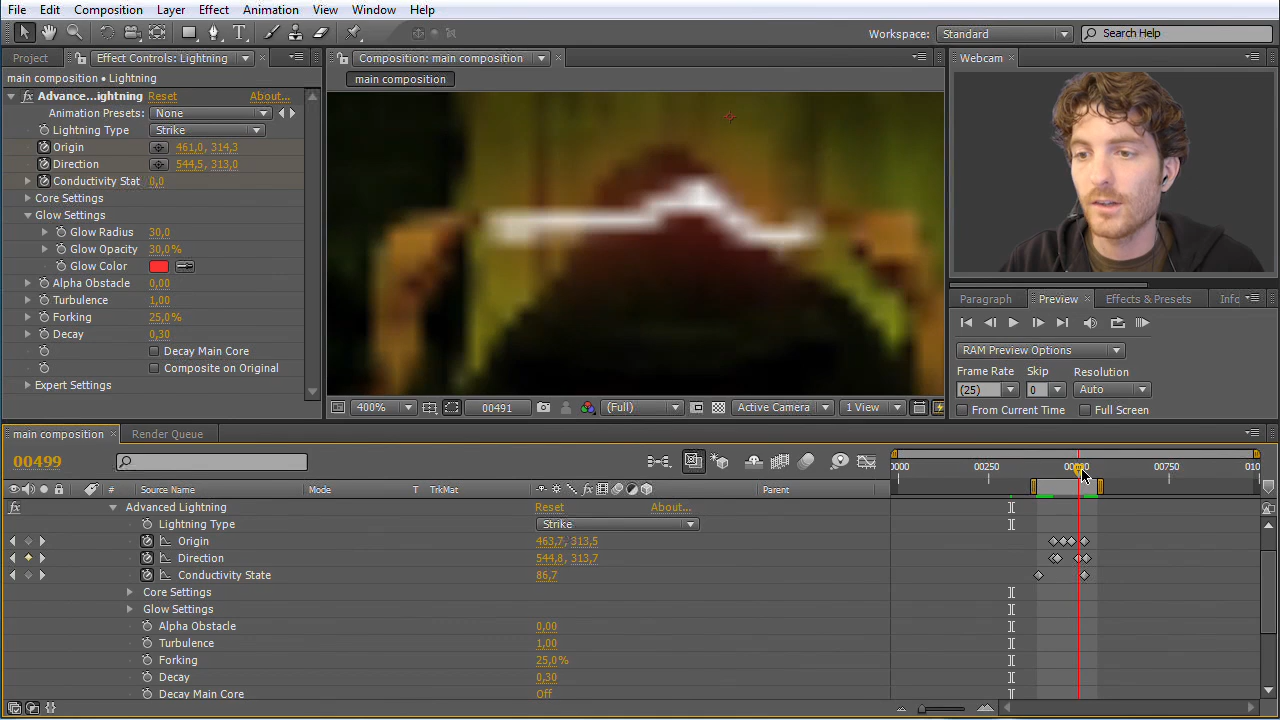 File Edit Composition Layer Effect Animation View Window Help
Workspace: Standard Search Help
Project Effect Controls: Lightning Composition: main composition Webcam
main composition • Lightning main composition
Advance...ightning Reset About...
Animation Presets: None
Lightning Type Strike
Origin 461,0, 314,3
Direction 544,5, 313,0
Conductivity Stat 0,0
Core Settings
Glow Settings
Glow Radius 30,0
Glow Opacity 30,0%
Glow Color
Alpha Obstacle 0,00
Turbulence 1,00
Forking 25,0%
Decay 0,30
Decay Main Core
Composite on Original
Expert Settings
Paragraph Preview Effects & Presets Info
RAM Preview Options
Frame Rate Skip Resolution
(25) 0 Auto
From Current Time Full Screen
400% 00491 (Full) Active Camera 1 View
main composition Render Queue
00499
0000 00250 00750 010
# Source Name Mode T TrkMat Parent
Advanced Lightning Reset About...
Lightning Type Strike
Origin 463,7, 313,5
Direction 544,8, 313,7
Conductivity State 86,7
Core Settings
Glow Settings
Alpha Obstacle 0,00
Turbulence 1,00
Forking 25,0%
Decay 0,30
Decay Main Core Off